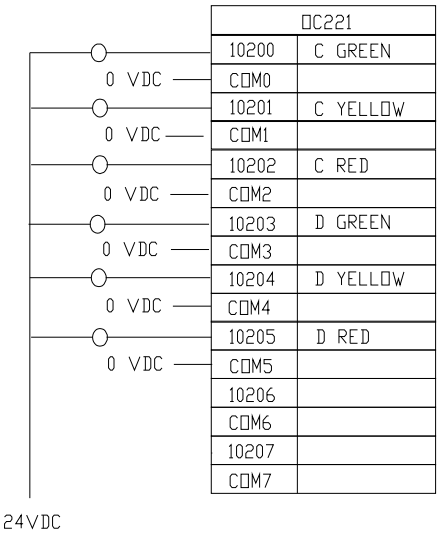 OC221
10200 C GREEN
0 VDC COM0
10201 C YELLOW
0 VDC COM1
10202 C RED
0 VDC COM2
10203 D GREEN
0 VDC COM3
10204 D YELLOW
0 VDC COM4
10205 D RED
0 VDC COM5
10206
COM6
10207
COM7
24VDC